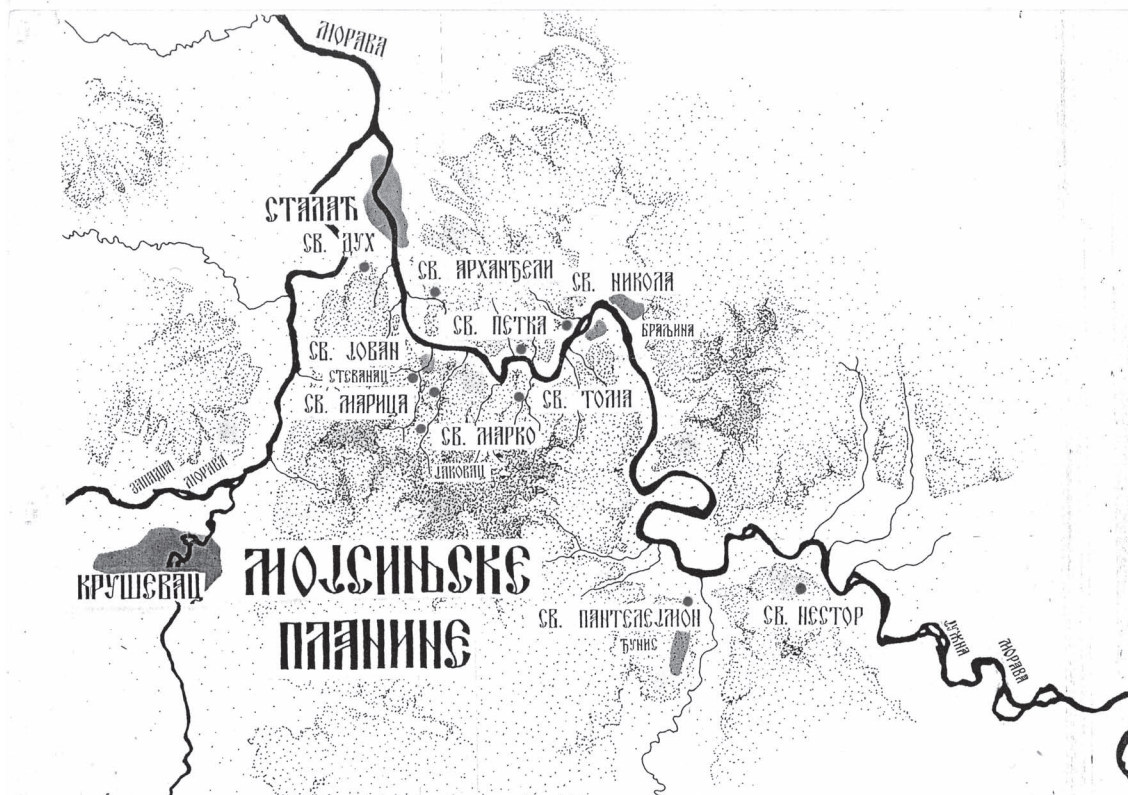 МОРАВА
СТАЛАЋ
СВ. ДУХ
СВ. АРХАНЂЕЛИ
СВ. НИКОЛА
СВ. ПЕТКА
БРАЉИНА
СВ. ЈОВАН
СТЕВАНАЦ
СВ. МАРИЦА
СВ. ТОМА
СВ. МАРКО
ЈАКОВАЦ
ЗАПАДНА МОРАВА
КРУШЕВАЦ
МОЈСИЊСКЕ
ПЛАНИНЕ
СВ. ПАНТЕЛЕЈМОН
ЂУНИС
СВ. НЕСТОР
ЈУЖНА МОРАВА